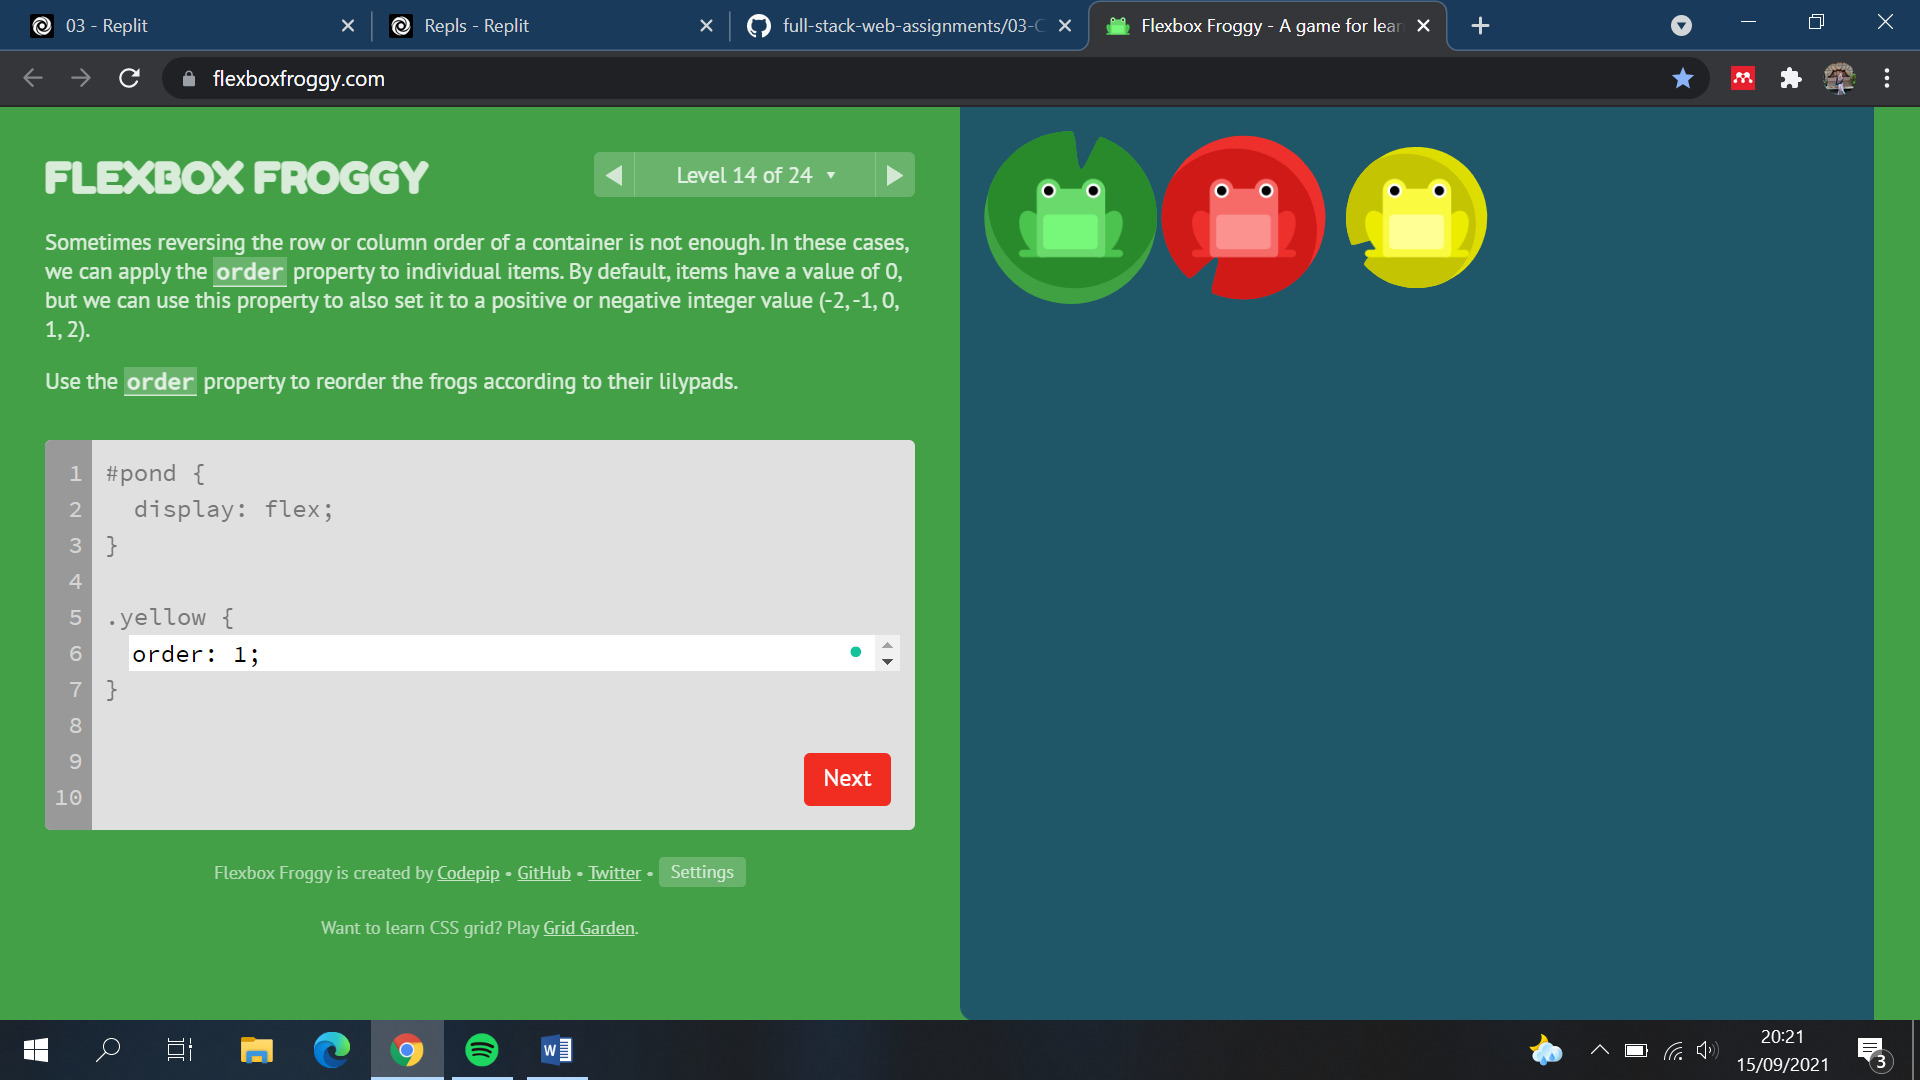 03 - Replit
Repls - Replit
full-stack-web-assignments/03-C
Flexbox Froggy - A game for lear
flexboxfroggy.com
FLEXBOX FROGGY
Level 14 of 24
Sometimes reversing the row or column order of a container is not enough. In these cases,
we can apply the order property to individual items. By default, items have a value of 0,
but we can use this property to also set it to a positive or negative integer value (-2, -1, 0,
1, 2).
Use the order property to reorder the frogs according to their lilypads.
1 #pond {
2 display: flex;
3 }
4
5 .yellow {
6 order: 1;
7 }
8
9
10
Next
Flexbox Froggy is created by Codepip • GitHub • Twitter • Settings
Want to learn CSS grid? Play Grid Garden.
W
20:21
15/09/2021
3